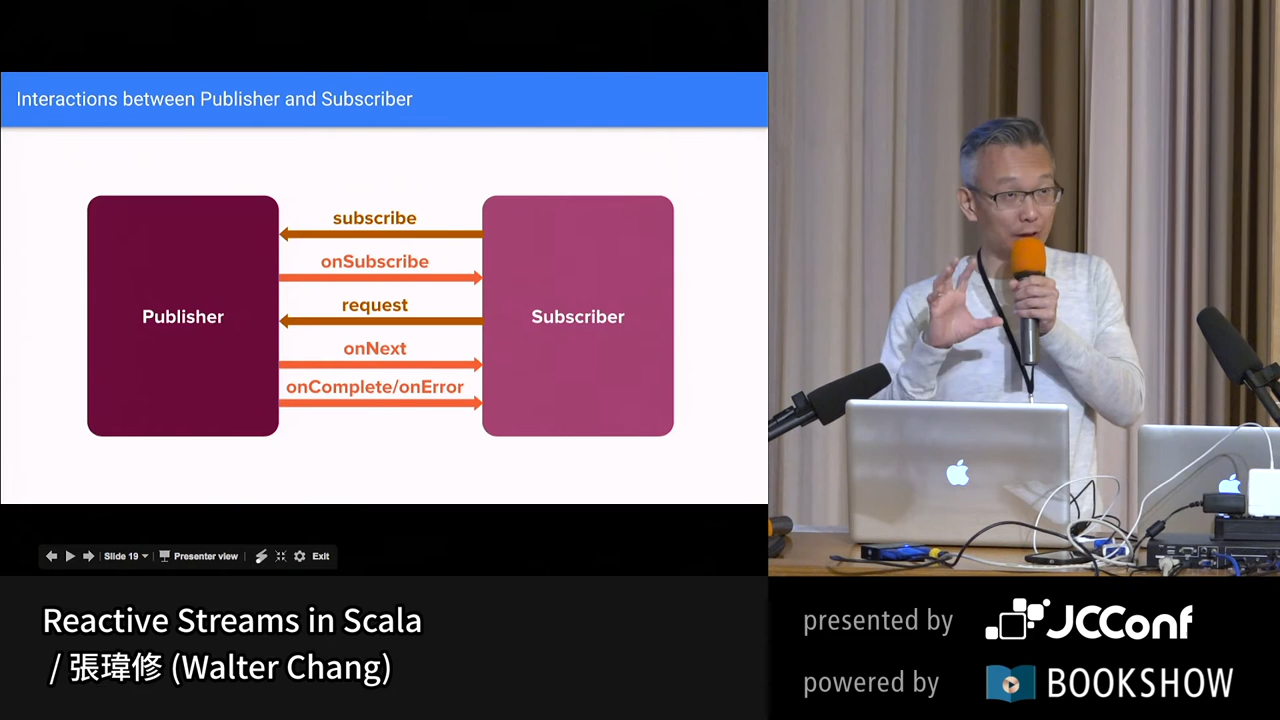 Interactions between Publisher and Subscriber
Publisher
subscribe
onSubscribe
request
onNext
onComplete/onError
Subscriber
Slide 19
Presenter view
Exit
Reactive Streams in Scala
/ 張瑋修 (Walter Chang)
presented by JCConf
powered by BOOKSHOW